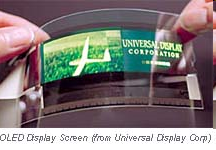 UNIVERSAL DISPLAY
CORPORATION
OLED Display Screen (from Universal Display Corp)